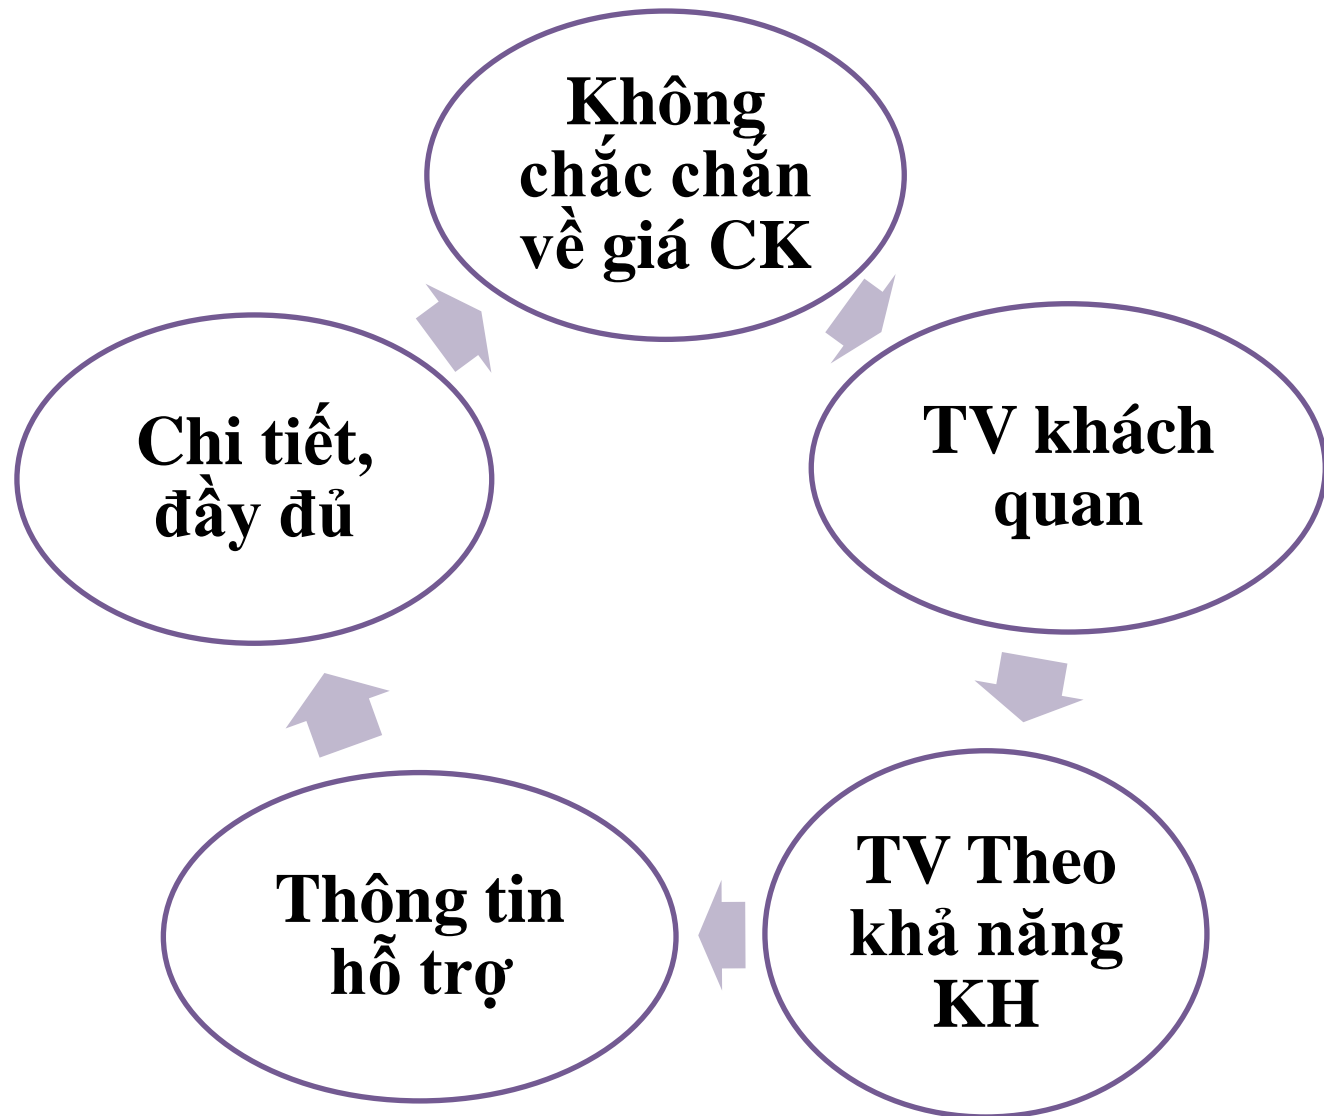 Không
chắc chắn
về giá CK
TV khách
quan
TV Theo
khả năng
KH
Thông tin
hỗ trợ
Chi tiết,
đầy đủ